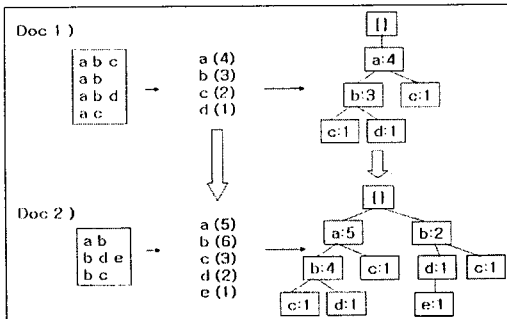 Doc 1 )
a b c
a b
a b d
a c
a (4)
b (3)
c (2)
d (1)
{}
a:4
b:3
c:1
c:1
d:1
Doc 2 )
a b
b d e
b c
a (5)
b (6)
c (3)
d (2)
e (1)
{}
a:5
b:2
b:4
c:1
d:1
c:1
c:1
d:1
e:1